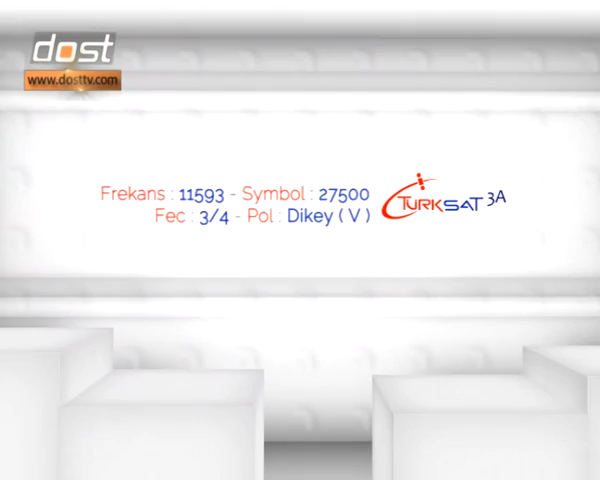 dost
www.dosttv.com
Frekans : 11593 - Symbol : 27500
Fec : 3/4 - Pol : Dikey ( V )
TURKSAT 3A